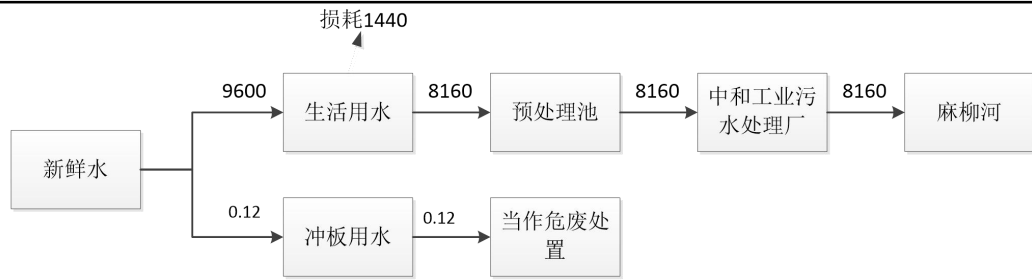 损耗1440
9600
生活用水
8160
预处理池
8160
中和工业污
水处理厂
8160
麻柳河
新鲜水
0.12
冲板用水
0.12
当作危废处
置